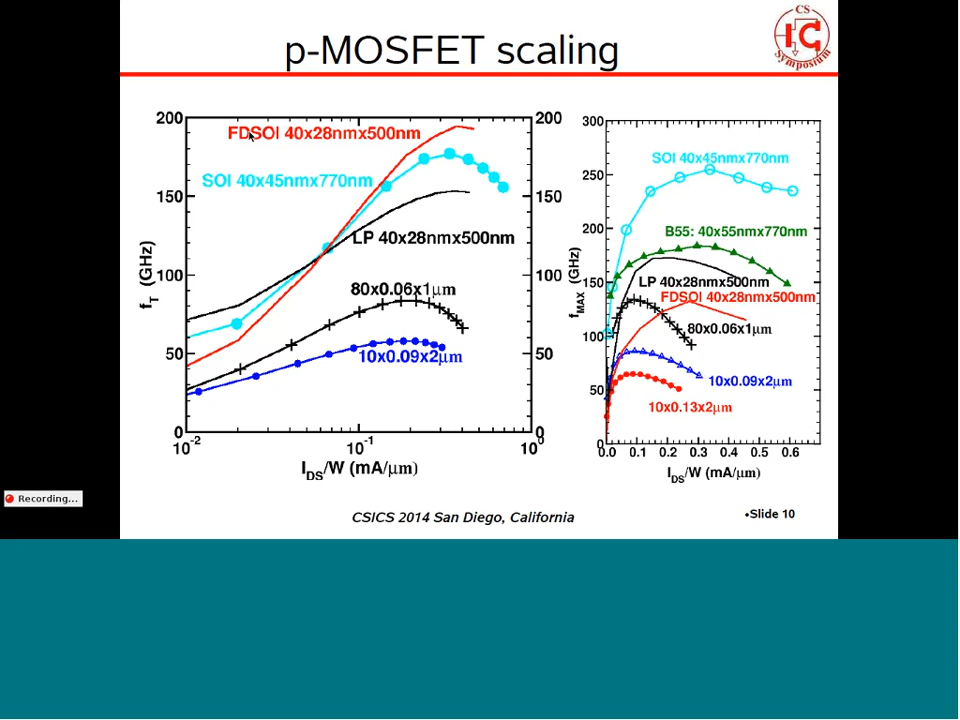 CS
IC
Symposium
p-MOSFET scaling
200
150
100
50
0
f_T (GHz)
FDSOI 40x28nmx500nm
SOI 40x45nmx770nm
LP 40x28nmx500nm
80x0.06x1μm
10x0.09x2μm
200
150
100
50
0
10^-2
10^-1
10^0
I_DS/W (mA/μm)
300
250
200
150
100
50
0
f_MAX (GHz)
SOI 40x45nmx770nm
B55: 40x55nmx770nm
LP 40x28nmx500nm
FDSOI 40x28nmx500nm
80x0.06x1μm
10x0.09x2μm
10x0.13x2μm
0.0 0.1 0.2 0.3 0.4 0.5 0.6
I_DS/W (mA/μm)
Recording...
CSICS 2014 San Diego, California
•Slide 10